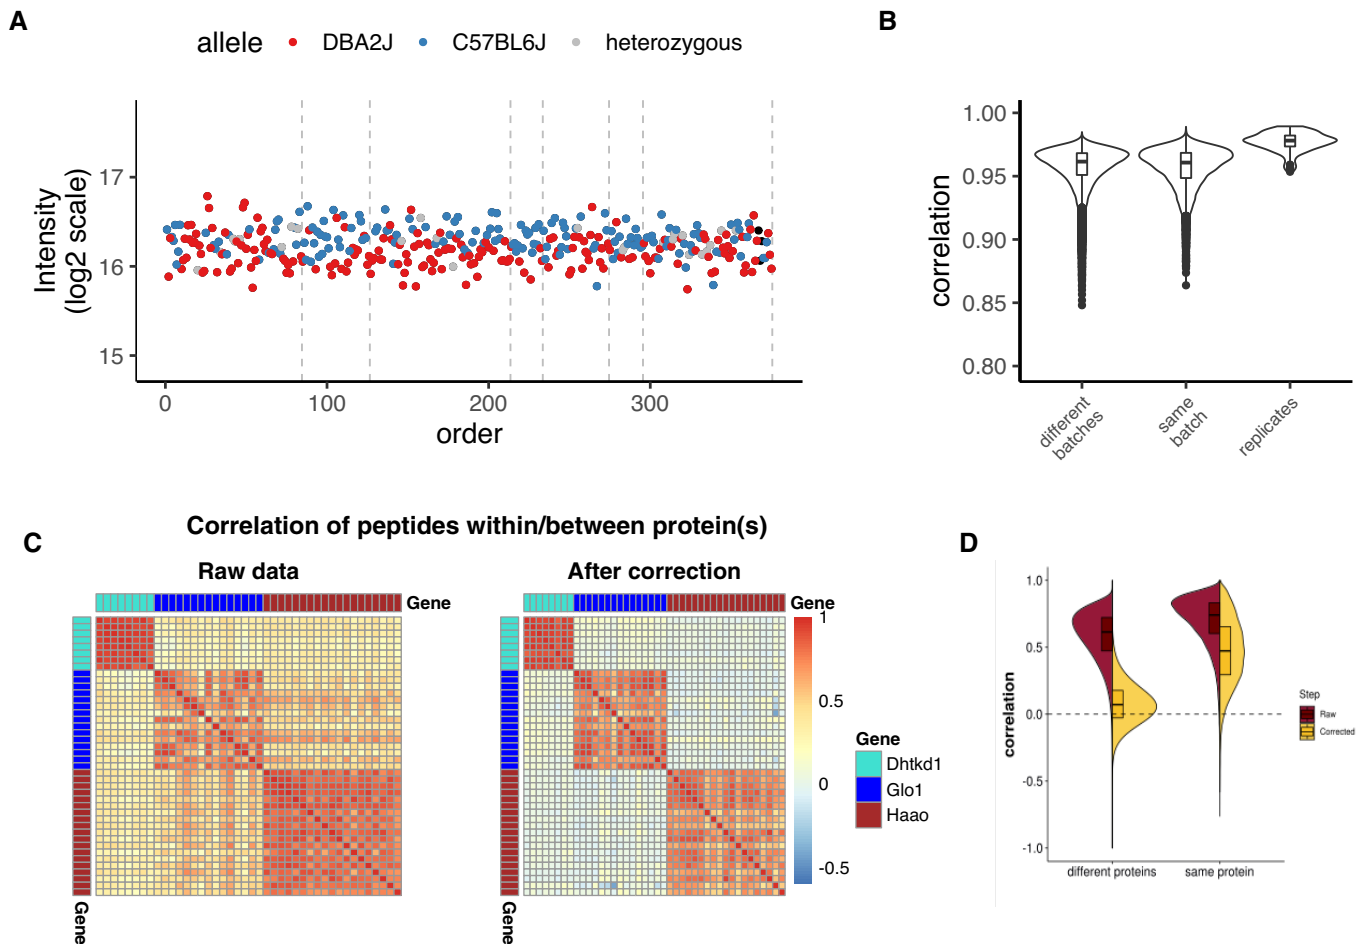 A
allele DBA2J C57BL6J heterozygous
Intensity
(log2 scale)
17
16
15
0 100 200 300
order
B
correlation
1.00
0.95
0.90
0.85
0.80
different
batches
same
batch
replicates
Correlation of peptides within/between protein(s)
C
Raw data
Gene
Gene
After correction
Gene
Gene
1
0.5
0
-0.5
Gene
Dhtkd1
Glo1
Haao
D
correlation
1.0
0.5
0.0
-0.5
-1.0
different proteins same protein
Step
Raw
Corrected